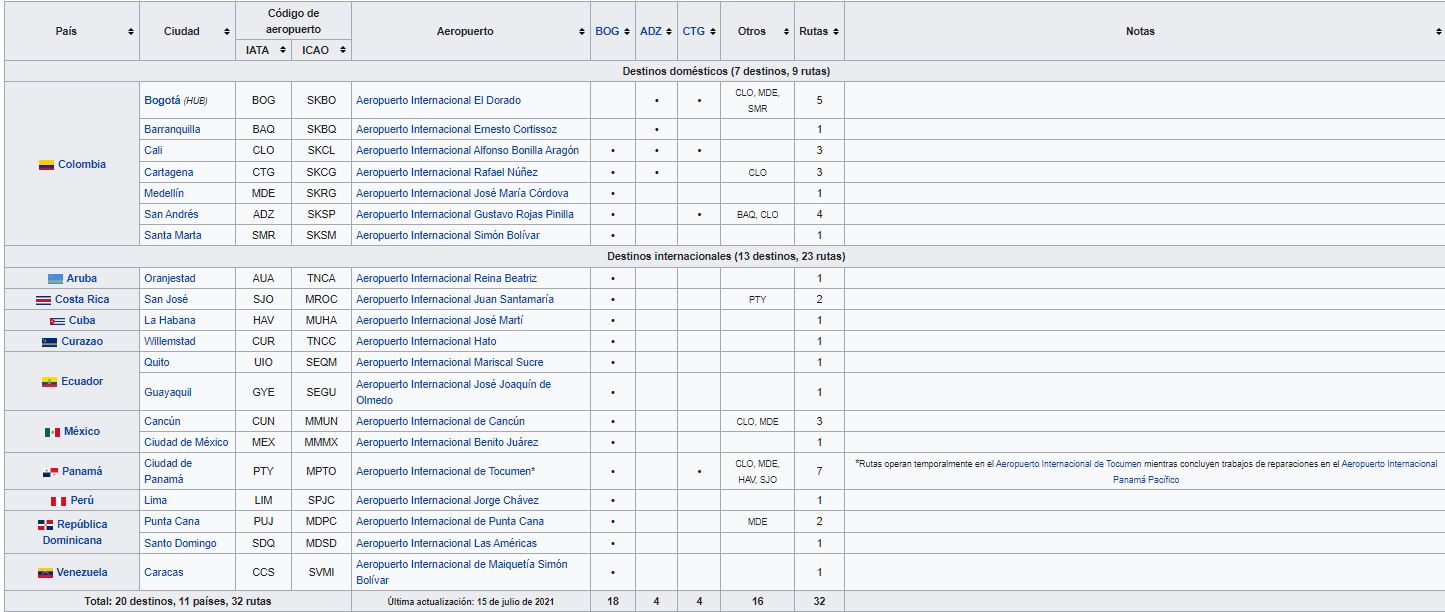 País Ciudad Código de aeropuerto Aeropuerto BOG ADZ CTG Otros Rutas Notas
IATA ICAO
Destinos domésticos (7 destinos, 9 rutas)
Colombia Bogotá (HUB) BOG SKBO Aeropuerto Internacional El Dorado • • CLO, MDE, SMR 5
Barranquilla BAQ SKBQ Aeropuerto Internacional Ernesto Cortissoz • 1
Cali CLO SKCL Aeropuerto Internacional Alfonso Bonilla Aragón • • • 3
Cartagena CTG SKCG Aeropuerto Internacional Rafael Núñez • • CLO 3
Medellín MDE SKRG Aeropuerto Internacional José María Córdova • 1
San Andrés ADZ SKSP Aeropuerto Internacional Gustavo Rojas Pinilla • • BAQ, CLO 4
Santa Marta SMR SKSM Aeropuerto Internacional Simón Bolívar • 1
Destinos internacionales (13 destinos, 23 rutas)
Aruba Oranjestad AUA TNCA Aeropuerto Internacional Reina Beatriz • 1
Costa Rica San José SJO MROC Aeropuerto Internacional Juan Santamaría • PTY 2
Cuba La Habana HAV MUHA Aeropuerto Internacional José Martí • 1
Curazao Willemstad CUR TNCC Aeropuerto Internacional Hato • 1
Ecuador Quito UIO SEQM Aeropuerto Internacional Mariscal Sucre • 1
Guayaquil GYE SEGU Aeropuerto Internacional José Joaquín de Olmedo • 1
México Cancún CUN MMUN Aeropuerto Internacional de Cancún • CLO, MDE 3
Ciudad de México MEX MMMX Aeropuerto Internacional Benito Juárez • 1
Panamá Ciudad de Panamá PTY MPTO Aeropuerto Internacional de Tocumen* • • CLO, MDE, HAV, SJO 7 *Rutas operan temporalmente en el Aeropuerto Internacional de Tocumen mientras concluyen trabajos de reparaciones en el Aeropuerto Internacional Panamá Pacífico
Perú Lima LIM SPJC Aeropuerto Internacional Jorge Chávez • 1
República Dominicana Punta Cana PUJ MDPC Aeropuerto Internacional de Punta Cana • MDE 2
Santo Domingo SDQ MDSD Aeropuerto Internacional Las Américas • 1
Venezuela Caracas CCS SVMI Aeropuerto Internacional de Maiquetía Simón Bolívar • 1
Total: 20 destinos, 11 países, 32 rutas Última actualización: 15 de julio de 2021 18 4 4 16 32